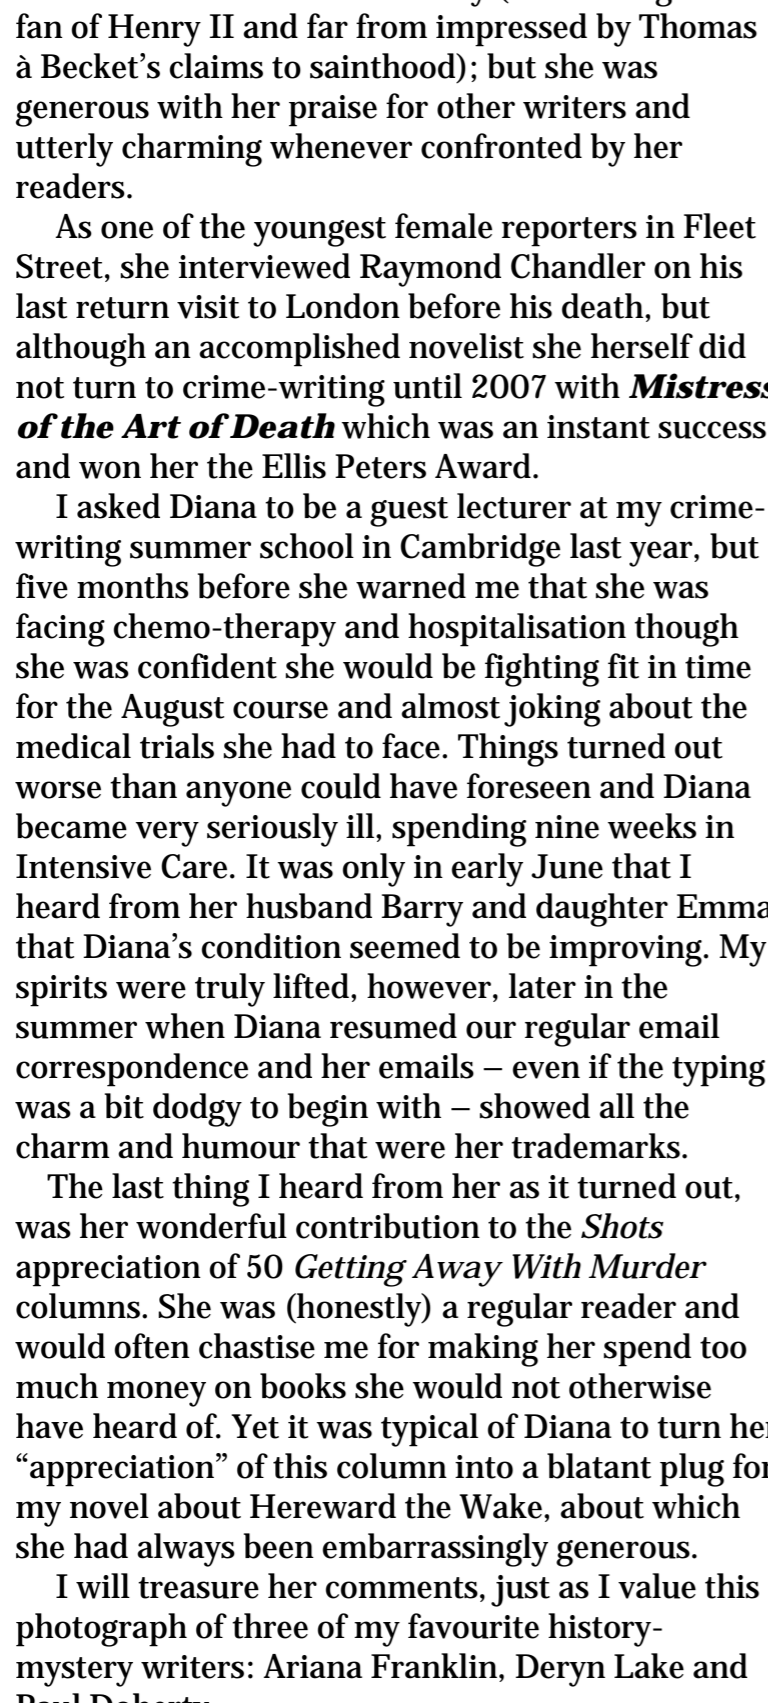 fan of Henry II and far from impressed by Thomas
à Becket's claims to sainthood); but she was
generous with her praise for other writers and
utterly charming whenever confronted by her
readers.
As one of the youngest female reporters in Fleet
Street, she interviewed Raymond Chandler on his
last return visit to London before his death, but
although an accomplished novelist she herself did
not turn to crime-writing until 2007 with Mistress
of the Art of Death which was an instant success
and won her the Ellis Peters Award.
I asked Diana to be a guest lecturer at my crime-
writing summer school in Cambridge last year, but
five months before she warned me that she was
facing chemo-therapy and hospitalisation though
she was confident she would be fighting fit in time
for the August course and almost joking about the
medical trials she had to face. Things turned out
worse than anyone could have foreseen and Diana
became very seriously ill, spending nine weeks in
Intensive Care. It was only in early June that I
heard from her husband Barry and daughter Emma
that Diana's condition seemed to be improving. My
spirits were truly lifted, however, later in the
summer when Diana resumed our regular email
correspondence and her emails – even if the typing
was a bit dodgy to begin with – showed all the
charm and humour that were her trademarks.
The last thing I heard from her as it turned out,
was her wonderful contribution to the Shots
appreciation of 50 Getting Away With Murder
columns. She was (honestly) a regular reader and
would often chastise me for making her spend too
much money on books she would not otherwise
have heard of. Yet it was typical of Diana to turn her
“appreciation” of this column into a blatant plug for
my novel about Hereward the Wake, about which
she had always been embarrassingly generous.
I will treasure her comments, just as I value this
photograph of three of my favourite history-
mystery writers: Ariana Franklin, Deryn Lake and
Paul Doherty